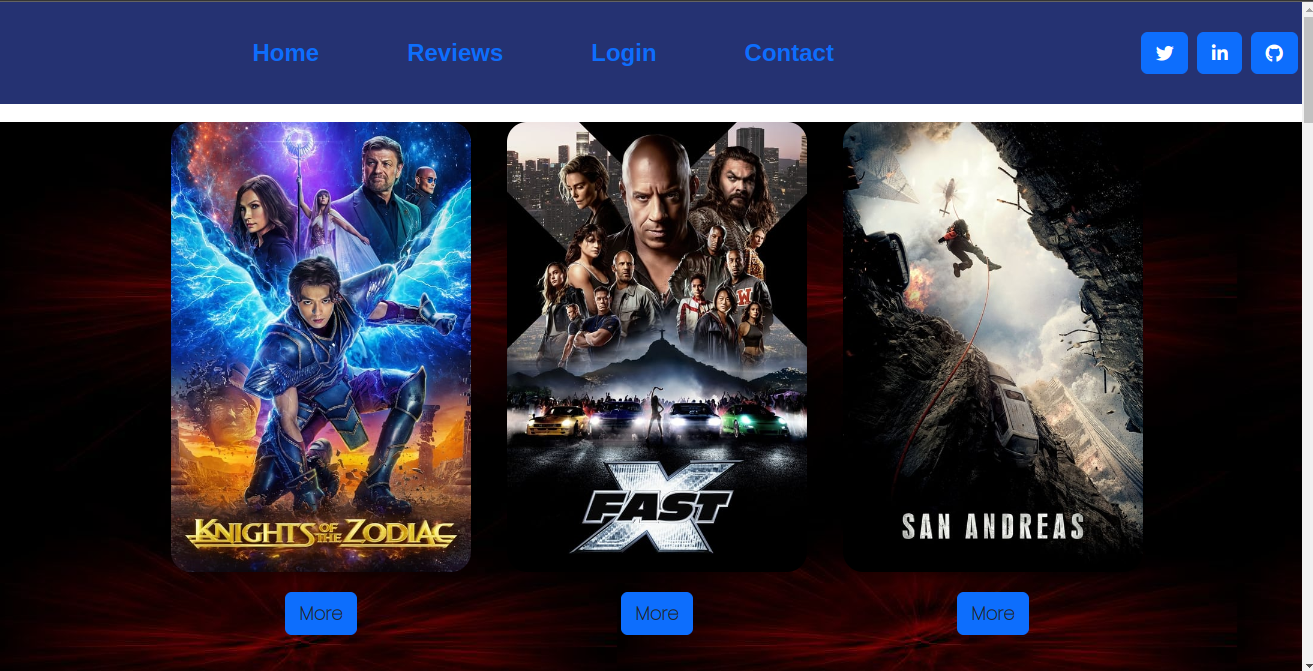 Home Reviews Login Contact
KNIGHTS OF THE ZODIAC
FAST X
SAN ANDREAS
More More More